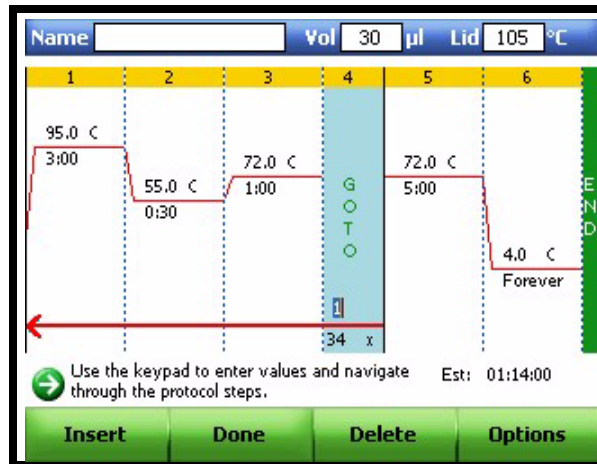 Name Vol 30 µl Lid 105 °C
1 2 3 4 5 6
95.0 C
3:00
55.0 C
0:30
72.0 C
1:00
GOTO
1
34 x
72.0 C
5:00
4.0 C
Forever
END
Use the keypad to enter values and navigate
through the protocol steps.
Est: 01:14:00
Insert Done Delete Options